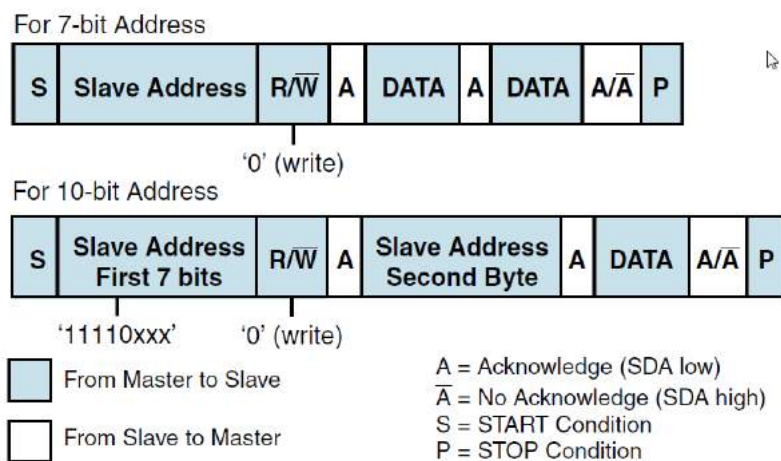 For 7-bit Address
S Slave Address R/W̅ A DATA A DATA A/A̅ P
‘0’ (write)
For 10-bit Address
S Slave Address First 7 bits R/W̅ A Slave Address Second Byte A DATA A/A̅ P
‘11110xxx’ ‘0’ (write)
From Master to Slave
From Slave to Master
A = Acknowledge (SDA low)
A̅ = No Acknowledge (SDA high)
S = START Condition
P = STOP Condition